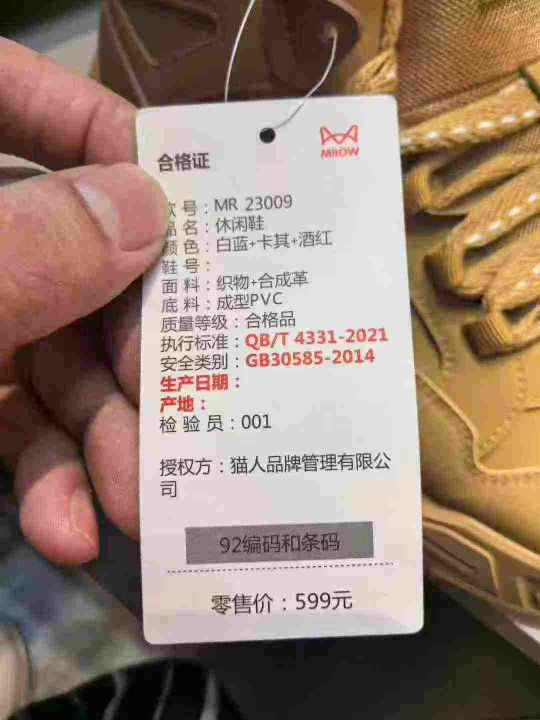 MIIOW
合格证
款 号：MR 23009
品 名：休闲鞋
颜 色：白蓝+卡其+酒红
鞋 号：
面 料：织物+合成革
底 料：成型PVC
质量等级：合格品
执行标准：QB/T 4331-2021
安全类别：GB30585-2014
生产日期：
产地：
检 验 员：001
授权方：猫人品牌管理有限公
司
92编码和条码
零售价：599元